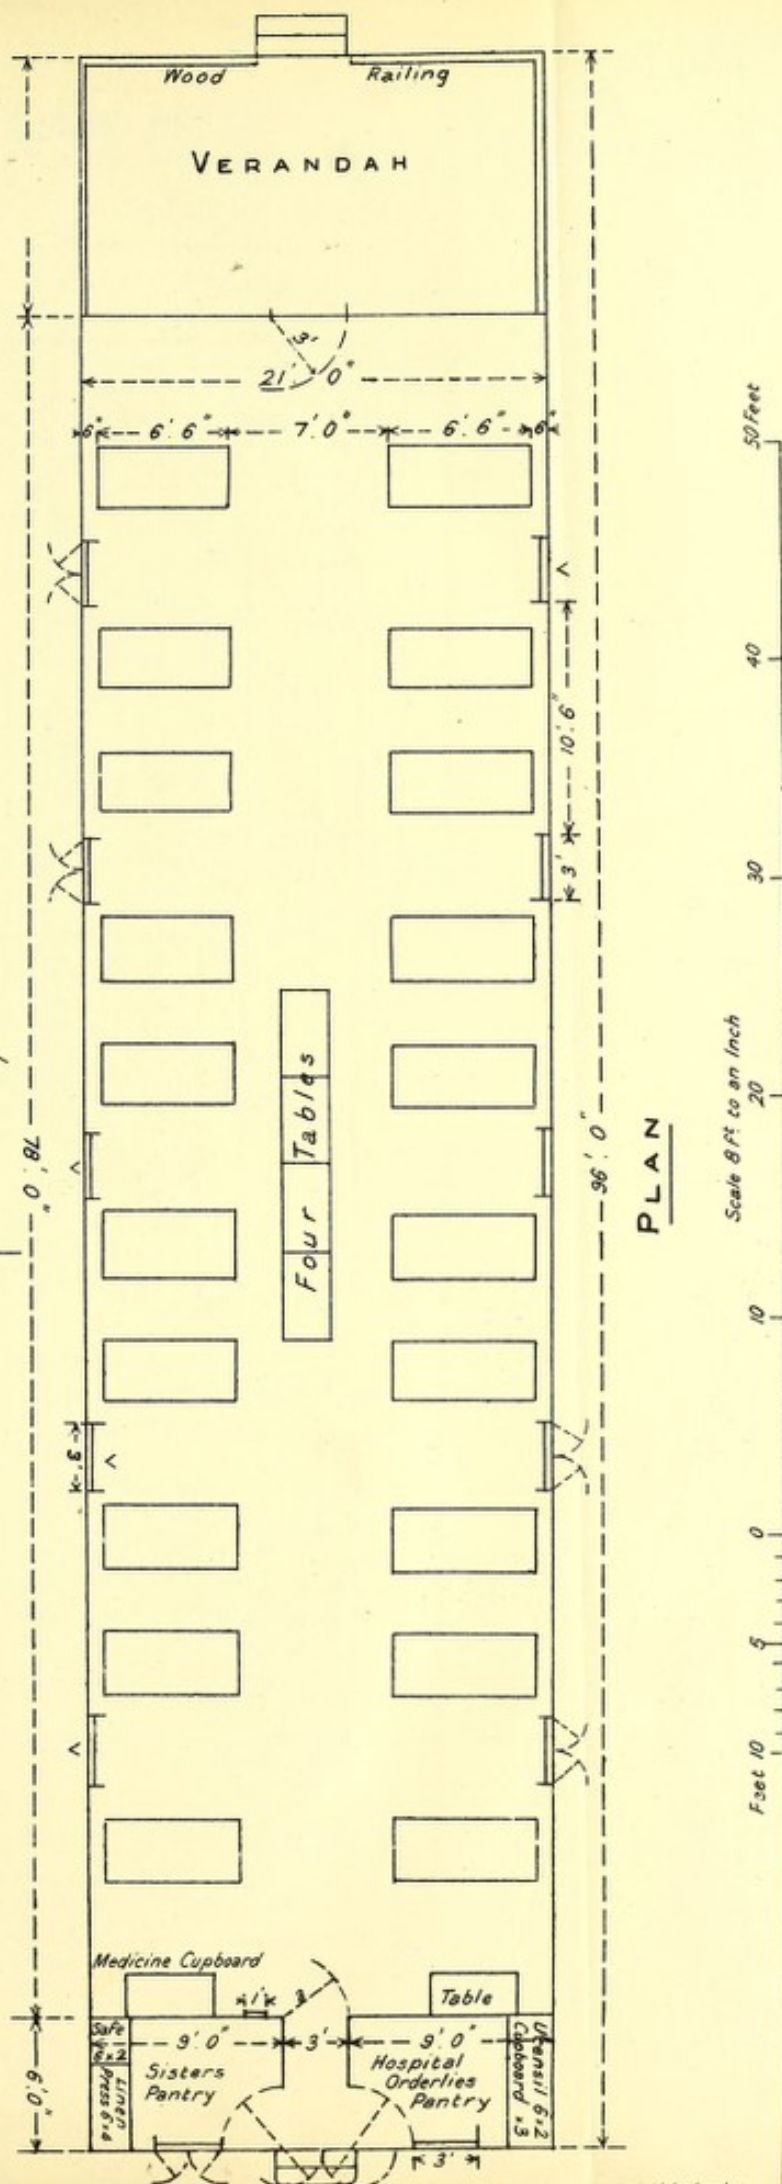 Wood Railing
VERANDAH
3'
21'. 0"
6" 6'. 6" 7'. 0" 6'. 6" 6"
10'. 6"
3'
78'. 0"
96'. 0"
Four Tables
3'
Medicine Cupboard
1' 3
Table
Safe
9'. 0" 3' 9'. 0"
Sisters
Pantry
Hospital
Orderlies
Pantry
Linen
Utensil 6x2
Cupboard x3
6'. 0"
3'
PLAN
Scale 8 Ft. to an Inch
50 Feet
40
30
20
10
0
5
Feet 10